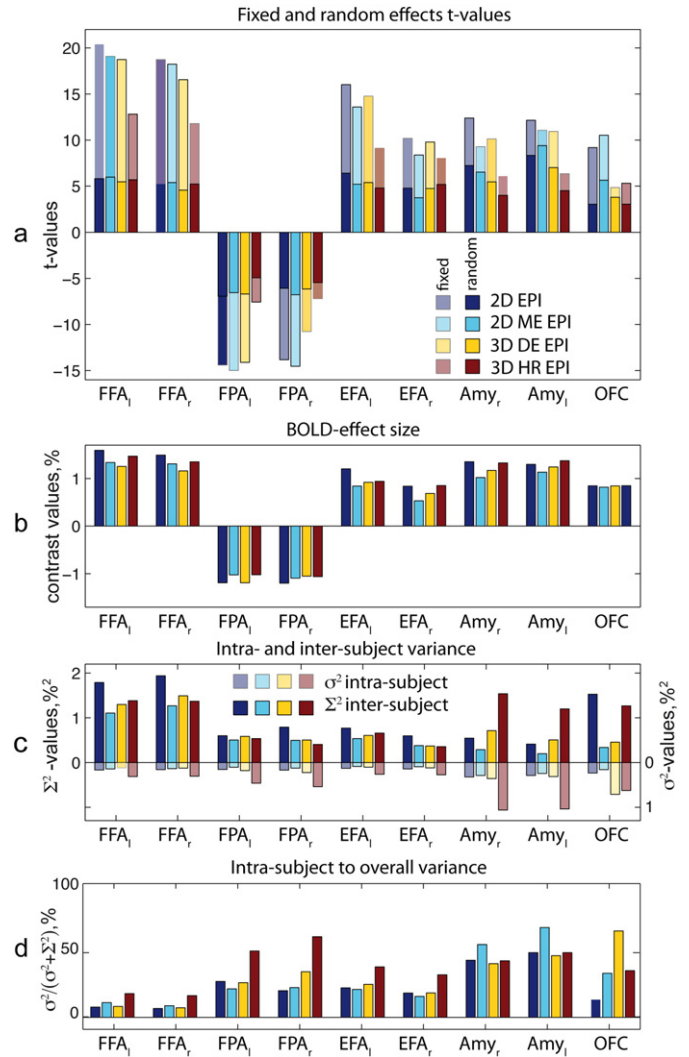 Fixed and random effects t-values
a
t-values
20
15
10
5
0
−5
−10
−15
fixed
random
2D EPI
2D ME EPI
3D DE EPI
3D HR EPI
FFAl FFAr FPAl FPAr EFAl EFAr Amyr Amyl OFC
BOLD-effect size
b
contrast values,%
1
0
−1
FFAl FFAr FPAl FPAr EFAl EFAr Amyr Amyl OFC
Intra- and inter-subject variance
c
Σ² -values,%²
2
1
0
σ² intra-subject
Σ² inter-subject
0
1
σ²-values,%²
FFAl FFAr FPAl FPAr EFAl EFAr Amyr Amyl OFC
Intra-subject to overall variance
d
σ²/(σ²+Σ²),%
100
50
0
FFAl FFAr FPAl FPAr EFAl EFAr Amyr Amyl OFC